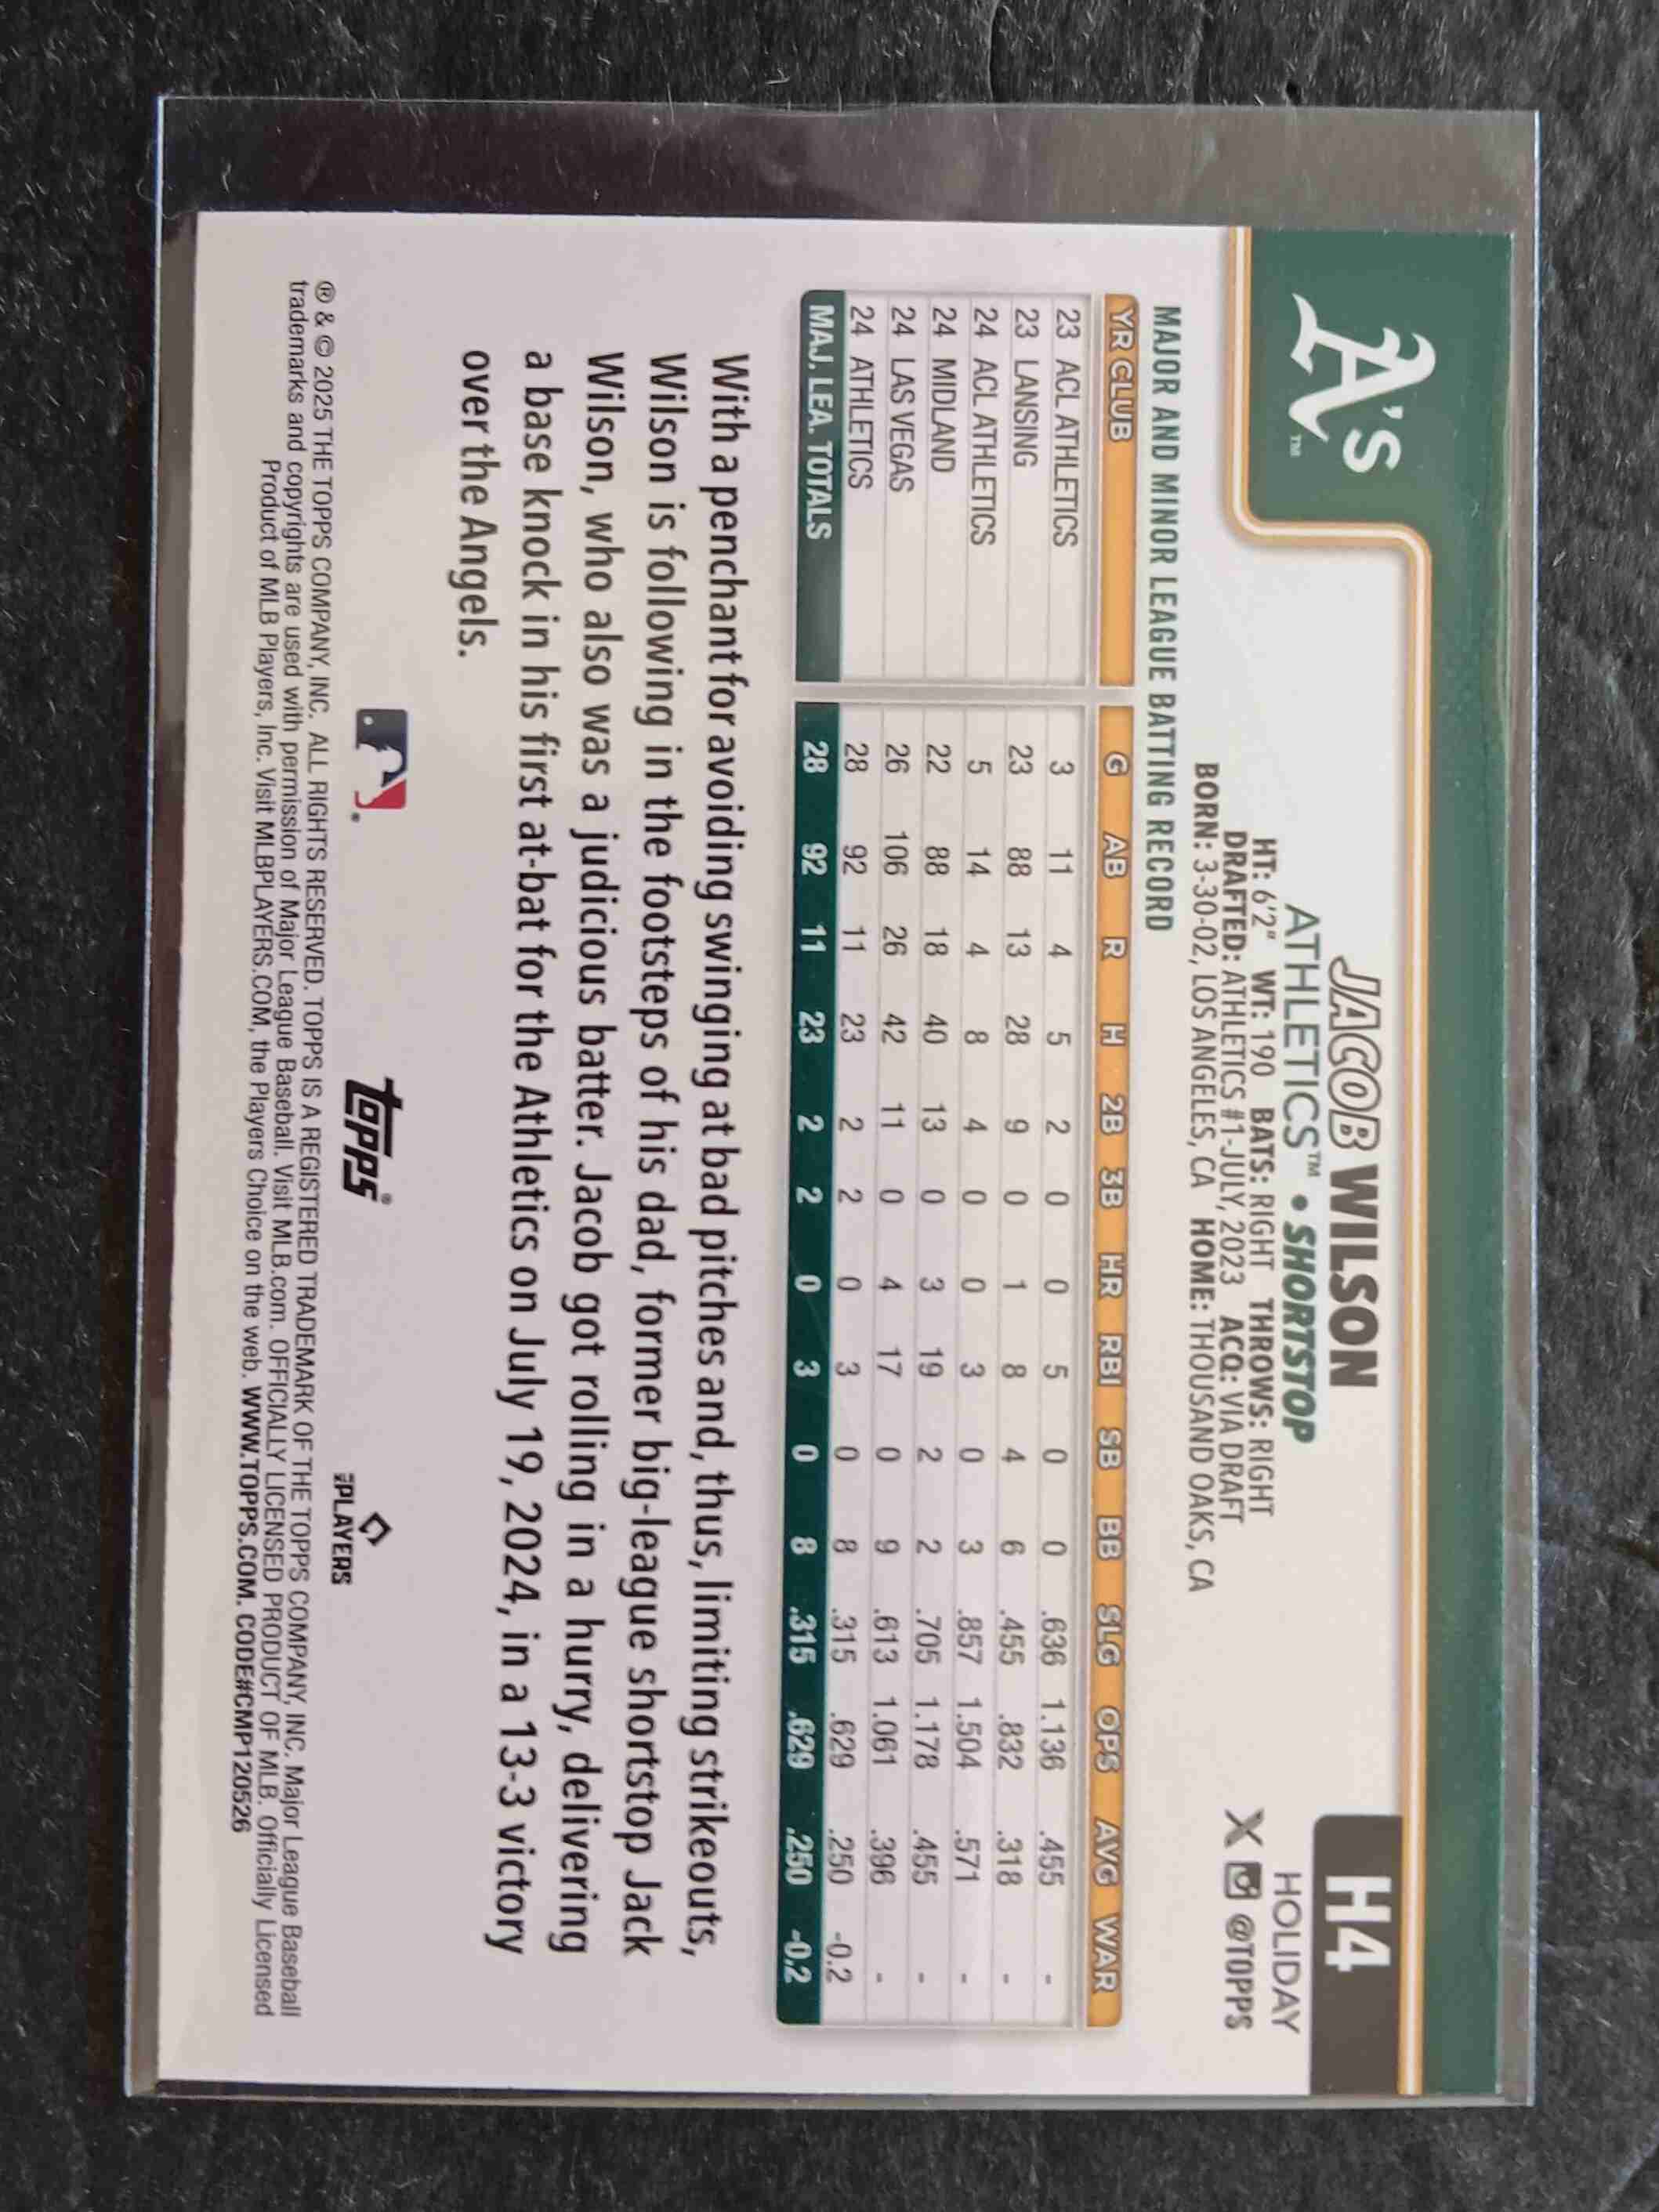 A's™
H4
JACOB WILSON
ATHLETICS™ • SHORTSTOP
HOLIDAY
HT: 6'2" WT: 190 BATS: RIGHT THROWS: RIGHT
DRAFTED: ATHLETICS #1-JULY, 2023 ACQ: VIA DRAFT
BORN: 3-30-02, LOS ANGELES, CA HOME: THOUSAND OAKS, CA
X @TOPPS
MAJOR AND MINOR LEAGUE BATTING RECORD
YR CLUB G AB R H 2B 3B HR RBI SB BB SLG OPS AVG WAR
23 ACL ATHLETICS 3 11 4 5 2 0 0 5 0 0 .636 1.136 .455 -
23 LANSING 23 88 13 28 9 0 1 8 4 6 .455 .832 .318 -
24 ACL ATHLETICS 5 14 4 8 4 0 0 3 0 3 .857 1.504 .571 -
24 MIDLAND 22 88 18 40 13 0 3 19 2 2 .705 1.178 .455 -
24 LAS VEGAS 26 106 26 42 11 0 4 17 0 9 .613 1.061 .396 -
24 ATHLETICS 28 92 11 23 2 2 0 3 0 8 .315 .629 .250 -0.2
MAJ. LEA. TOTALS 28 92 11 23 2 2 0 3 0 8 .315 .629 .250 -0.2
With a penchant for avoiding swinging at bad pitches and, thus, limiting strikeouts,
Wilson is following in the footsteps of his dad, former big-league shortstop Jack
Wilson, who also was a judicious batter. Jacob got rolling in a hurry, delivering
a base knock in his first at-bat for the Athletics on July 19, 2024, in a 13-3 victory
over the Angels.
topps®
PLAYERS
® & © 2025 THE TOPPS COMPANY, INC. ALL RIGHTS RESERVED. TOPPS IS A REGISTERED TRADEMARK OF THE TOPPS COMPANY, INC. Major League Baseball
trademarks and copyrights are used with permission of Major League Baseball. Visit MLB.com. OFFICIALLY LICENSED PRODUCT OF MLB. Officially Licensed
Product of MLB Players, Inc. Visit MLBPLAYERS.COM, the Players Choice on the web. WWW.TOPPS.COM. CODE#CMP120526